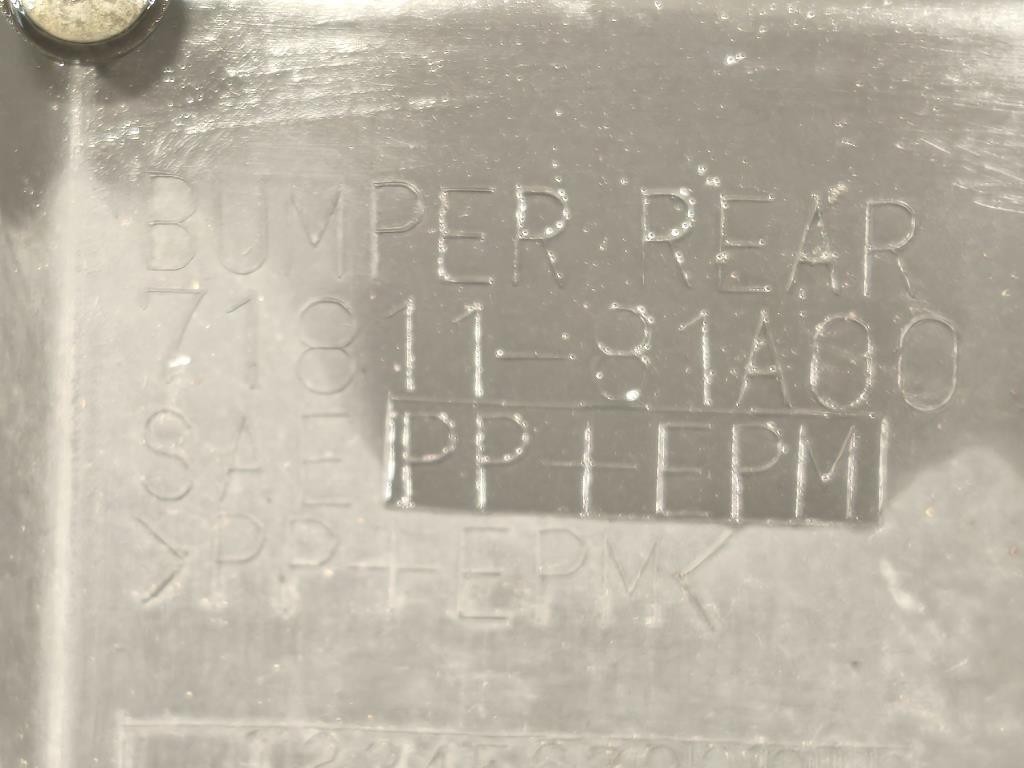 BUMPER REAR
71811-81A00
SAE PP+EPM
>PP+EPM<